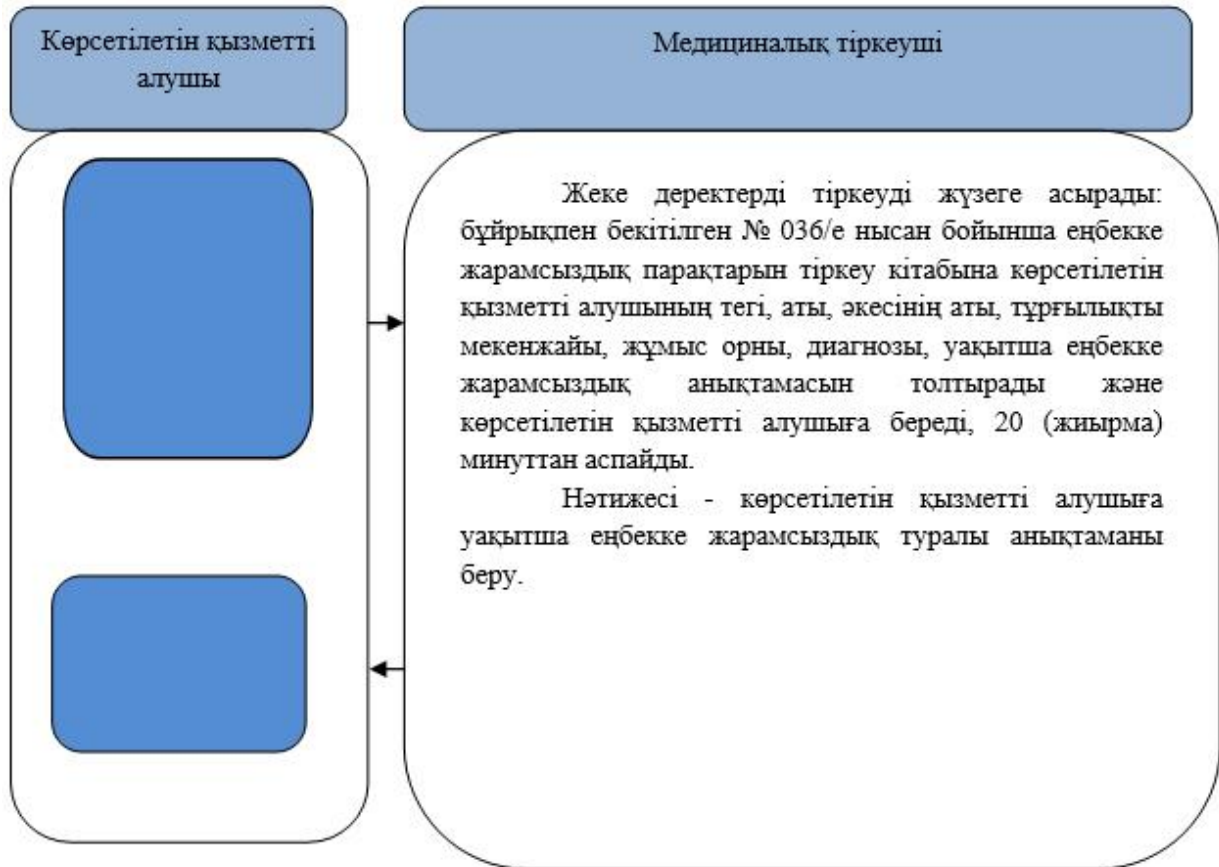 Көрсетілетін қызметті
алушы
Медициналық тіркеуші
Жеке деректерді тіркеуді жүзеге асырады:
бұйрықпен бекітілген № 036/е нысан бойынша еңбекке
жарамсыздық парақтарын тіркеу кітабына көрсетілетін
қызметті алушының тегі, аты, әкесінің аты, тұрғылықты
мекенжайы, жұмыс орны, диагнозы, уақытша еңбекке
жарамсыздық анықтамасын толтырады және
көрсетілетін қызметті алушыға береді, 20 (жиырма)
минуттан аспайды.
Нәтижесі - көрсетілетін қызметті алушыға
уақытша еңбекке жарамсыздық туралы анықтаманы
беру.